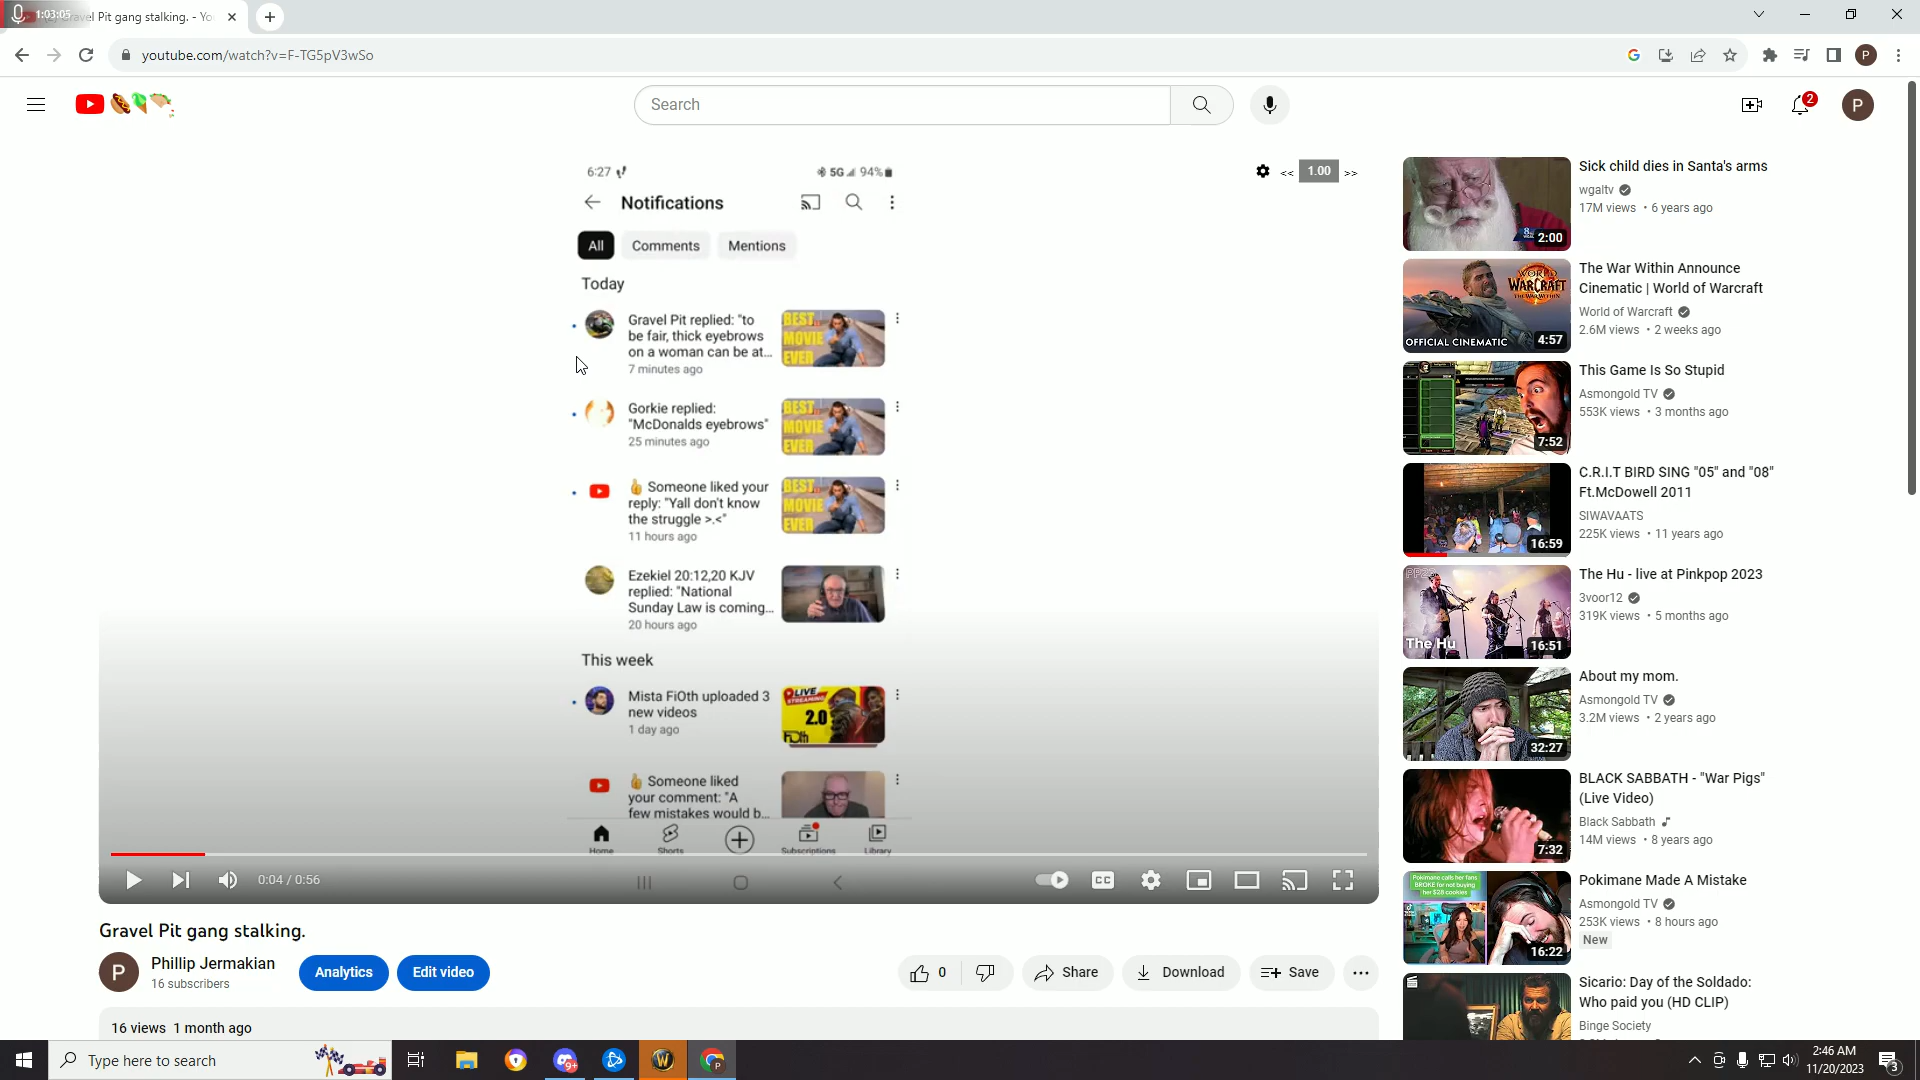 1:03:05
avel Pit gang stalking. - Yo
youtube.com/watch?v=F-TG5pV3wSo
P
Search
2
P
6:27
5G
94%
<<
1.00
>>
Notifications
All
Comments
Mentions
Today
Gravel Pit replied: "to
be fair, thick eyebrows
on a woman can be at...
7 minutes ago
BEST
MOVIE
EVER
Gorkie replied:
"McDonalds eyebrows"
25 minutes ago
BEST
MOVIE
EVER
👍 Someone liked your
reply: "Yall don't know
the struggle >.<"
11 hours ago
BEST
MOVIE
EVER
Ezekiel 20:12,20 KJV
replied: "National
Sunday Law is coming...
20 hours ago
This week
Mista FiOth uploaded 3
new videos
1 day ago
LIVE
STREAMING
2.0
FiOth
👍 Someone liked
your comment: "A
few mistakes would b...
Home
Shorts
Subscriptions
Library
0:04 / 0:56
CC
Gravel Pit gang stalking.
P
Phillip Jermakian
16 subscribers
Analytics
Edit video
0
Share
Download
Save
16 views 1 month ago
Sick child dies in Santa's arms
wgaltv
17M views • 6 years ago
8
2:00
The War Within Announce
Cinematic | World of Warcraft
World of Warcraft
2.6M views • 2 weeks ago
WORLD
WARCRAFT
THE WAR WITHIN
OFFICIAL CINEMATIC
4:57
This Game Is So Stupid
Asmongold TV
553K views • 3 months ago
7:52
C.R.I.T BIRD SING "05" and "08"
Ft.McDowell 2011
SIWAVAATS
225K views • 11 years ago
16:59
The Hu - live at Pinkpop 2023
3voor12
319K views • 5 months ago
PP23
The Hu
16:51
About my mom.
Asmongold TV
3.2M views • 2 years ago
32:27
BLACK SABBATH - "War Pigs"
(Live Video)
Black Sabbath
14M views • 8 years ago
7:32
Pokimane Made A Mistake
Asmongold TV
253K views • 8 hours ago
New
Pokimane calls her fans
BROKE for not buying
her $28 cookies
16:22
Sicario: Day of the Soldado:
Who paid you (HD CLIP)
Binge Society
Type here to search
9+
W
P
2:46 AM
11/20/2023
3